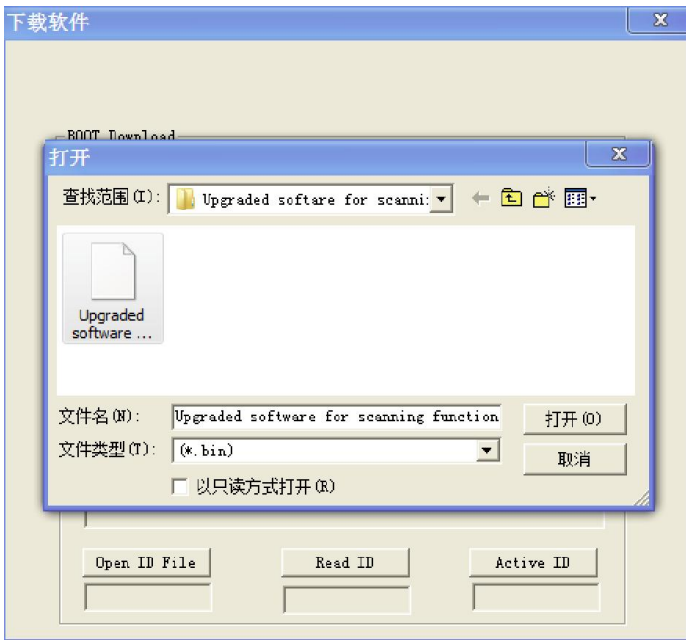 下载软件
BOOT Download
打开
查找范围(I):
Upgraded softare for scanni:
Upgraded
software ...
文件名(N):
Upgraded software for scanning function
打开(O)
文件类型(T):
(*.bin)
取消
以只读方式打开(R)
Open ID File
Read ID
Active ID